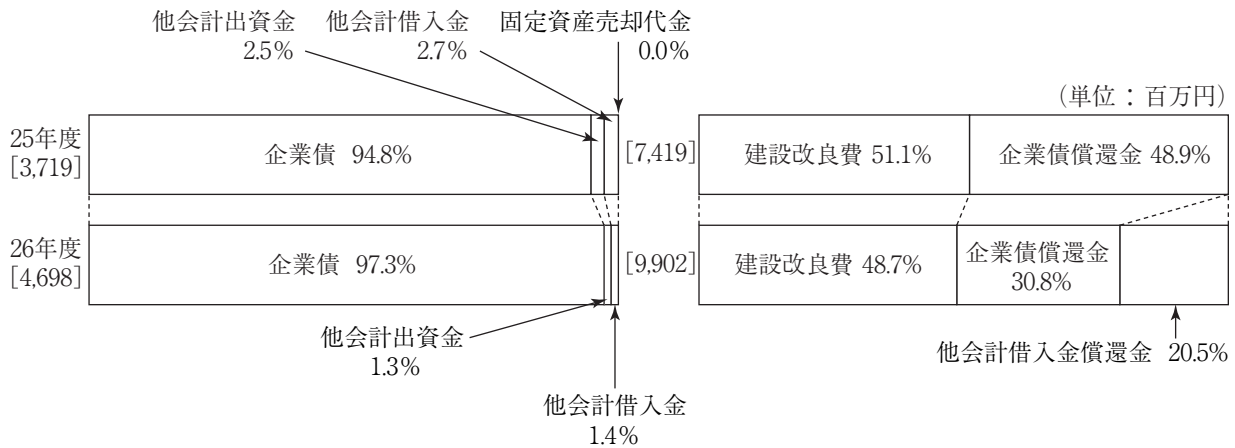 他会計出資金
2.5%
他会計借入金
2.7%
固定資産売却代金
0.0%
（単位：百万円）
25年度
[3,719]
企業債 94.8%
[7,419]
建設改良費 51.1%
企業債償還金 48.9%
26年度
[4,698]
企業債 97.3%
[9,902]
建設改良費 48.7%
企業債償還金
30.8%
他会計出資金
1.3%
他会計借入金償還金 20.5%
他会計借入金
1.4%